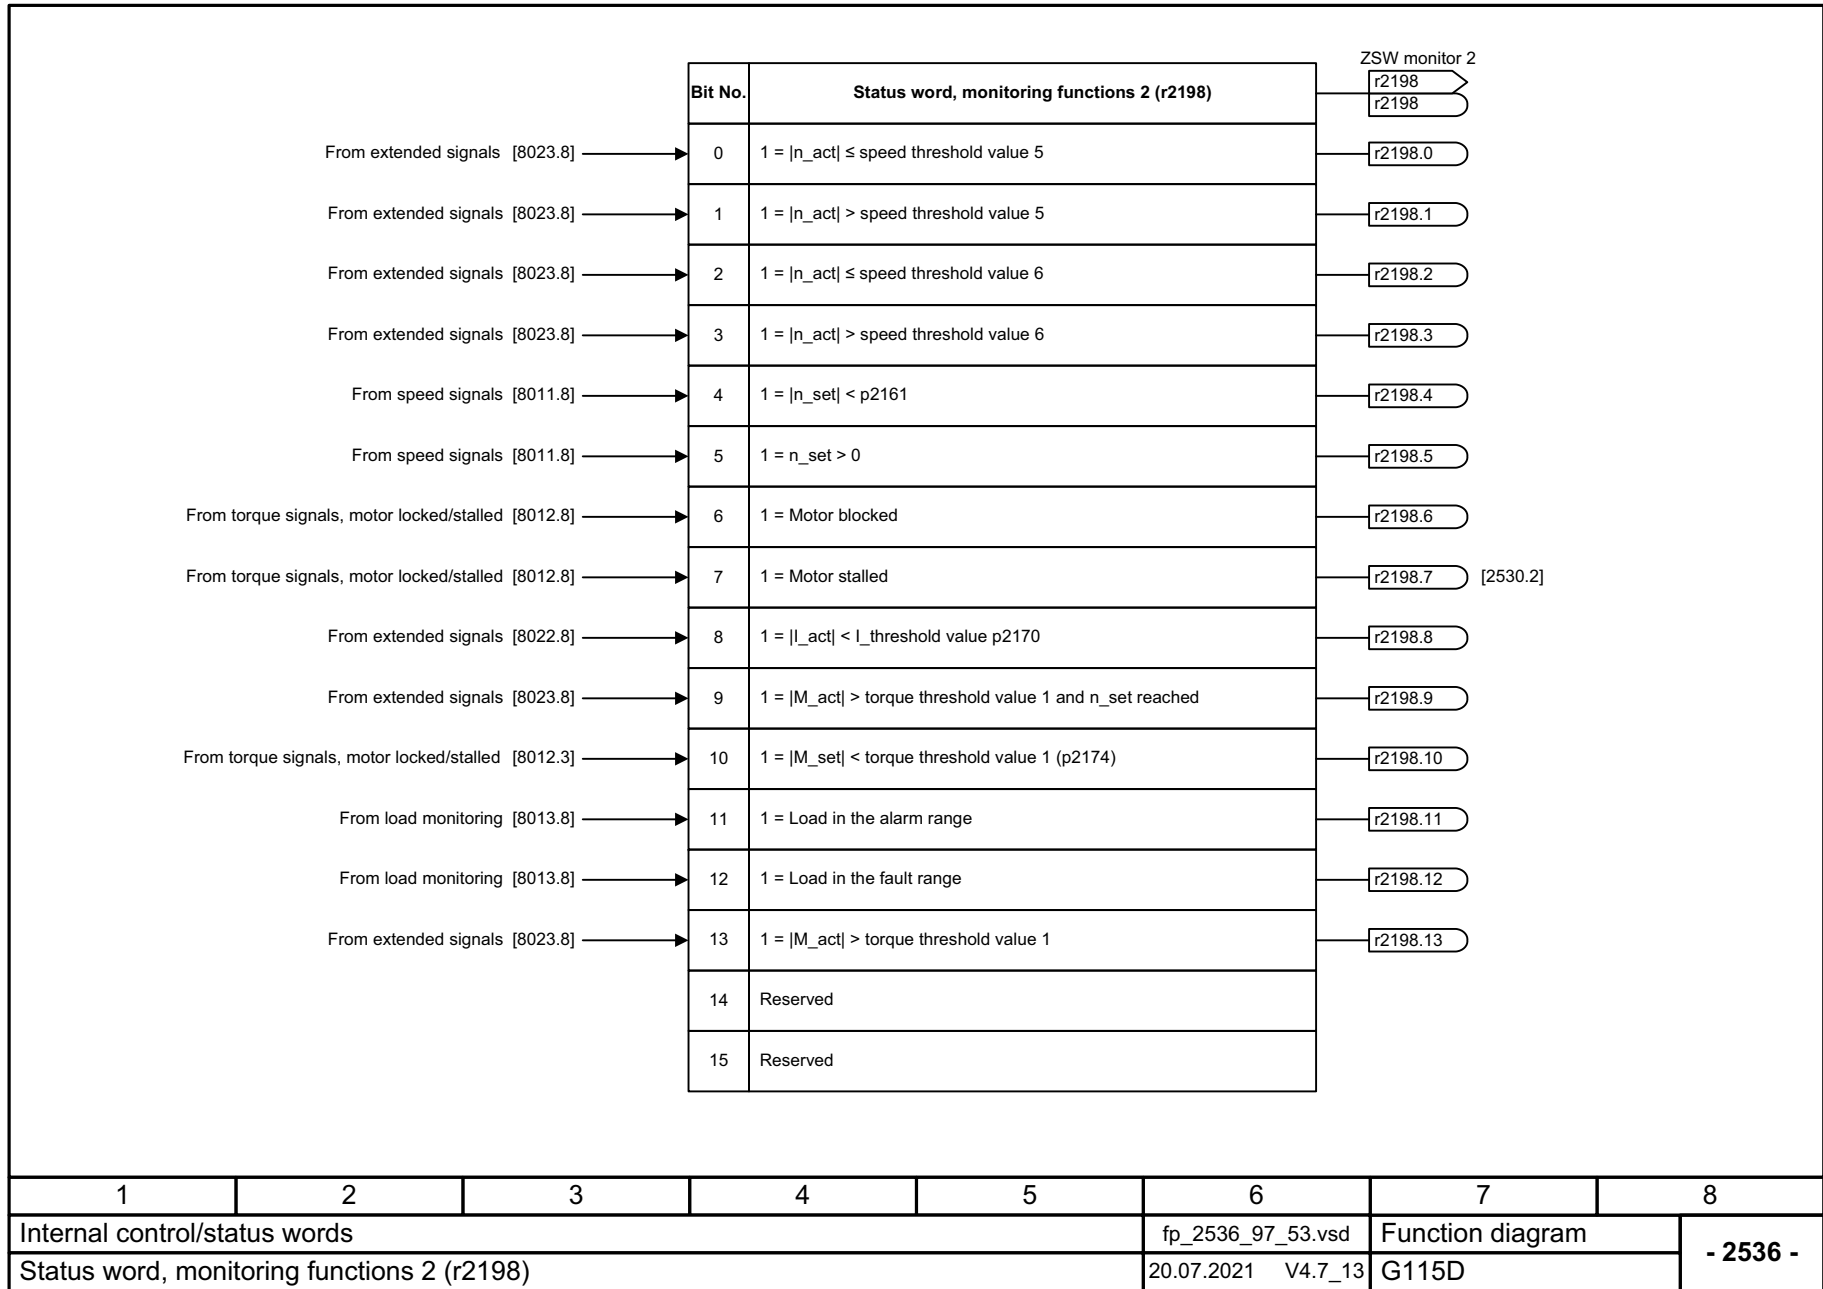 ZSW monitor 2
Bit No. Status word, monitoring functions 2 (r2198) r2198
r2198
From extended signals [8023.8] 0 1 = |n_act| ≤ speed threshold value 5 r2198.0
From extended signals [8023.8] 1 1 = |n_act| > speed threshold value 5 r2198.1
From extended signals [8023.8] 2 1 = |n_act| ≤ speed threshold value 6 r2198.2
From extended signals [8023.8] 3 1 = |n_act| > speed threshold value 6 r2198.3
From speed signals [8011.8] 4 1 = |n_set| < p2161 r2198.4
From speed signals [8011.8] 5 1 = n_set > 0 r2198.5
From torque signals, motor locked/stalled [8012.8] 6 1 = Motor blocked r2198.6
From torque signals, motor locked/stalled [8012.8] 7 1 = Motor stalled r2198.7 [2530.2]
From extended signals [8022.8] 8 1 = |I_act| < I_threshold value p2170 r2198.8
From extended signals [8023.8] 9 1 = |M_act| > torque threshold value 1 and n_set reached r2198.9
From torque signals, motor locked/stalled [8012.3] 10 1 = |M_set| < torque threshold value 1 (p2174) r2198.10
From load monitoring [8013.8] 11 1 = Load in the alarm range r2198.11
From load monitoring [8013.8] 12 1 = Load in the fault range r2198.12
From extended signals [8023.8] 13 1 = |M_act| > torque threshold value 1 r2198.13
14 Reserved
15 Reserved
1 2 3 4 5 6 7 8
Internal control/status words fp_2536_97_53.vsd Function diagram - 2536 -
Status word, monitoring functions 2 (r2198) 20.07.2021 V4.7_13 G115D